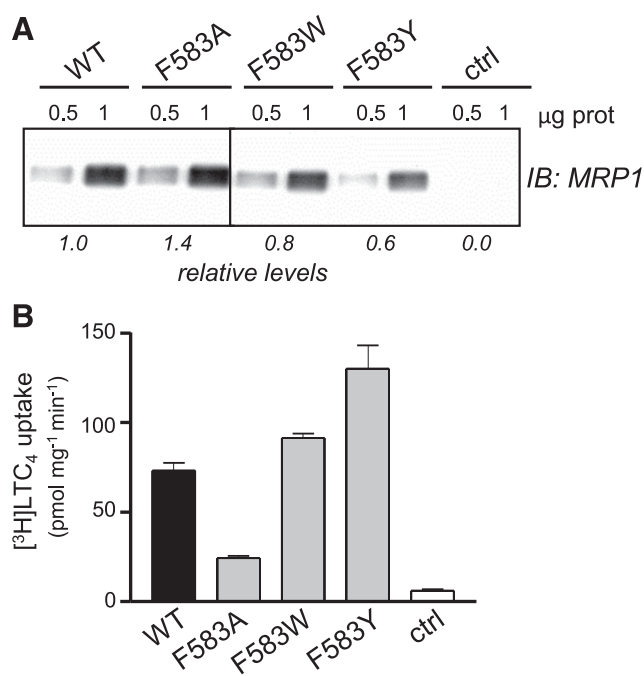 A
WT F583A F583W F583Y ctrl
0.5 1 0.5 1 0.5 1 0.5 1 0.5 1 μg prot
IB: MRP1
1.0 1.4 0.8 0.6 0.0
relative levels
B
[³H]LTC₄ uptake
(pmol mg⁻¹ min⁻¹)
150
100
50
0
WT F583A F583W F583Y ctrl